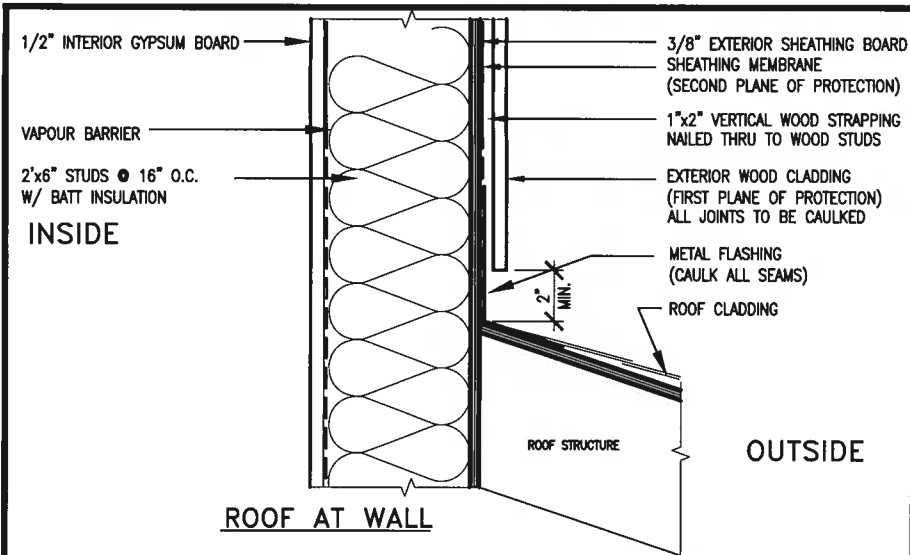 1/2" INTERIOR GYPSUM BOARD
VAPOUR BARRIER
2'x6" STUDS @ 16" O.C.
W/ BATT INSULATION
INSIDE
3/8" EXTERIOR SHEATHING BOARD
SHEATHING MEMBRANE
(SECOND PLANE OF PROTECTION)
1"x2" VERTICAL WOOD STRAPPING
NAILED THRU TO WOOD STUDS
EXTERIOR WOOD CLADDING
(FIRST PLANE OF PROTECTION)
ALL JOINTS TO BE CAULKED
METAL FLASHING
(CAULK ALL SEAMS)
2"
MIN.
ROOF CLADDING
ROOF STRUCTURE
OUTSIDE
ROOF AT WALL